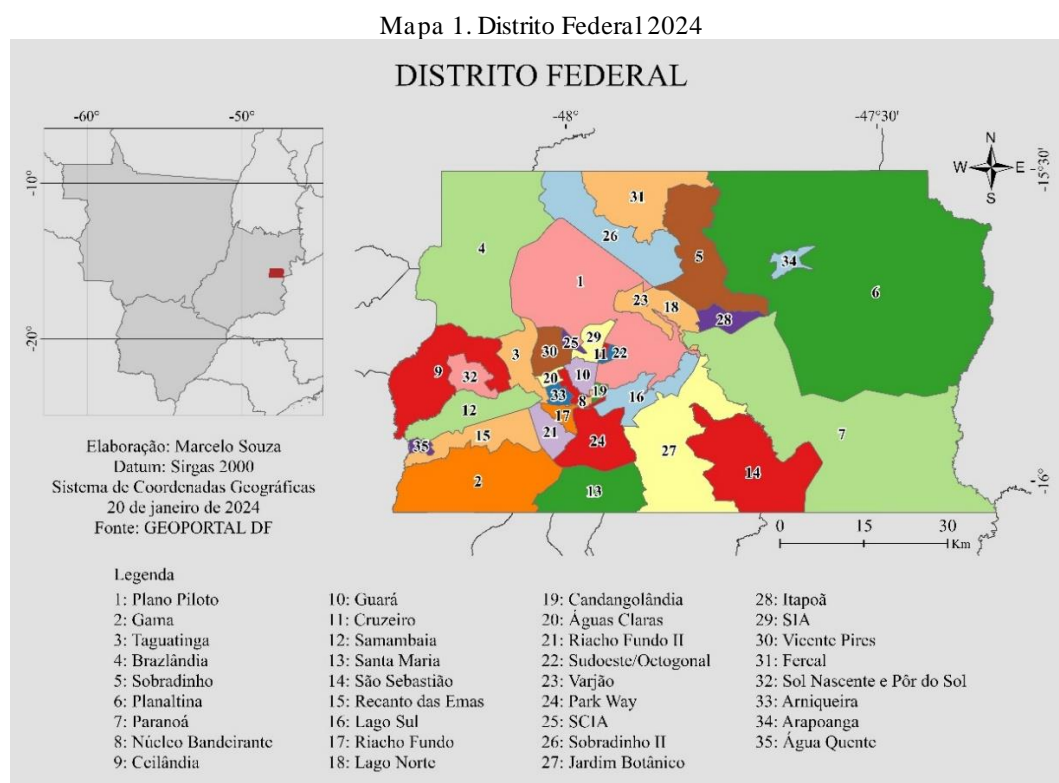 Mapa 1. Distrito Federal 2024
DISTRITO FEDERAL
-60°
-50°
-10°
-20°
-48°
-47°30'
-15°30'
-16°
N
W
E
S
31
26
4
5
34
6
1
23
18
28
29
25
30
11
22
3
9
32
10
20
33
19
8
16
12
17
7
21
15
24
35
27
14
2
13
0
15
30
Km
Elaboração: Marcelo Souza
Datum: Sirgas 2000
Sistema de Coordenadas Geográficas
20 de janeiro de 2024
Fonte: GEOPORTAL DF
Legenda
1: Plano Piloto
2: Gama
3: Taguatinga
4: Brazlândia
5: Sobradinho
6: Planaltina
7: Paranoá
8: Núcleo Bandeirante
9: Ceilândia
10: Guará
11: Cruzeiro
12: Samambaia
13: Santa Maria
14: São Sebastião
15: Recanto das Emas
16: Lago Sul
17: Riacho Fundo
18: Lago Norte
19: Candangolândia
20: Águas Claras
21: Riacho Fundo II
22: Sudoeste/Octogonal
23: Varjão
24: Park Way
25: SCIA
26: Sobradinho II
27: Jardim Botânico
28: Itapoã
29: SIA
30: Vicente Pires
31: Fercal
32: Sol Nascente e Pôr do Sol
33: Arniqueira
34: Arapoanga
35: Água Quente